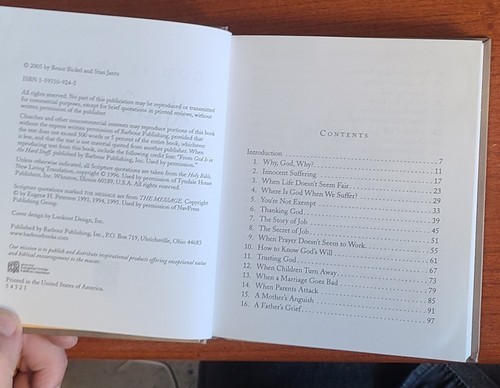 © 2005 by Bruce Bickel and Stan Jantz
ISBN 1-59310-924-2
All rights reserved. No part of this publication may be reproduced or transmitted
for commercial purposes, except for brief quotations in printed reviews, without
written permission of the publisher.
Churches and other noncommercial interests may reproduce portions of this book
without the express written permission of Barbour Publishing, provided that
the text does not exceed 500 words or 5 percent of the entire book, whichever
is less, and that the text is not material quoted from another publisher. When
reproducing text from this book, include the following credit line: "From God Is in
the Hard Stuff, published by Barbour Publishing, Inc. Used by permission."
Unless otherwise indicated, all Scripture quotations are taken from the Holy Bible,
New Living Translation, copyright © 1996. Used by permission of Tyndale House
Publishers, Inc. Wheaton, Illinois 60189, U.S.A. All rights reserved.
Scripture quotations marked THE MESSAGE are from THE MESSAGE. Copyright
© by Eugene H. Peterson 1993, 1994, 1995. Used by permission of NavPress
Publishing Group.
Cover design by Lookout Design, Inc.
Published by Barbour Publishing, Inc., P.O. Box 719, Uhrichsville, Ohio 44683
www.barbourbooks.com
Our mission is to publish and distribute inspirational products offering exceptional value
and biblical encouragement to the masses.
Printed in the United States of America.
5 4 3 2 1
CONTENTS
Introduction 7
1. Why, God, Why? 11
2. Innocent Suffering 17
3. When Life Doesn't Seem Fair 23
4. Where Is God When We Suffer? 29
5. You're Not Exempt 33
6. Thanking God 39
7. The Story of Job 45
8. The Secret of Job 51
9. When Prayer Doesn't Seem to Work 55
10. How to Know God's Will 61
11. Trusting God 67
12. When Children Turn Away 73
13. When a Marriage Goes Bad 79
14. When Parents Attack 85
15. A Mother's Anguish 91
16. A Father's Grief 97